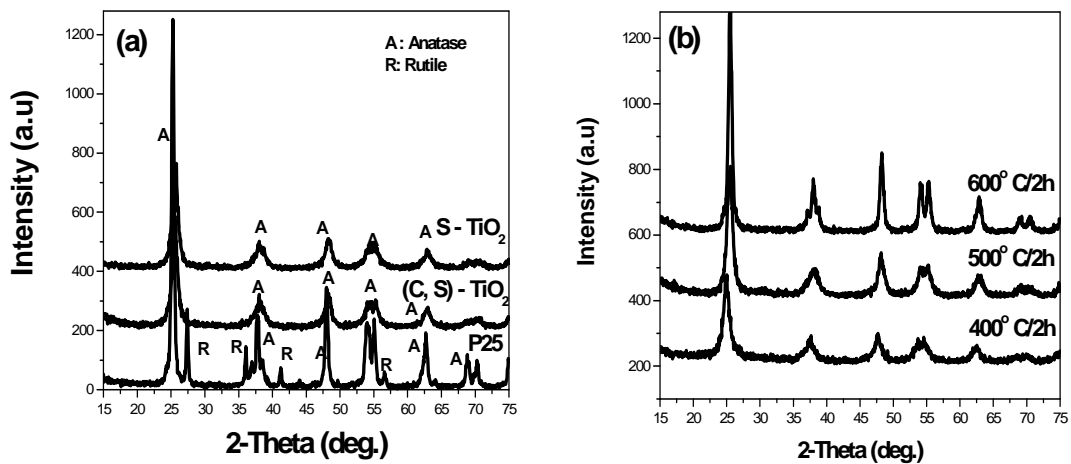 (a)
A : Anatase
R: Rutile
Intensity (a.u)
1200
1000
800
600
400
200
0
A
A
A
A
A
S - TiO₂
A
A
A
A
(C, S) - TiO₂
R
R
A
R
A
R
A
A
P25
15 20 25 30 35 40 45 50 55 60 65 70 75
2-Theta (deg.)
(b)
Intensity (a.u)
1200
1000
800
600
400
200
600° C/2h
500° C/2h
400° C/2h
15 20 25 30 35 40 45 50 55 60 65 70 75
2-Theta (deg.)